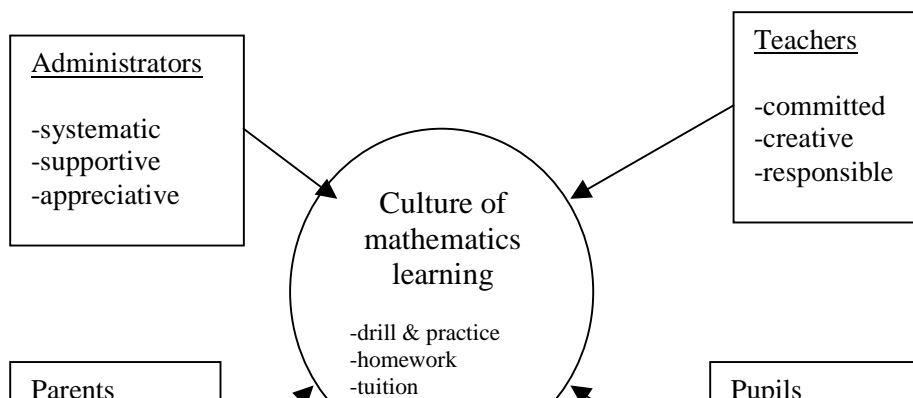 Administrators
-systematic
-supportive
-appreciative
Teachers
-committed
-creative
-responsible
Culture of
mathematics
learning
-drill & practice
-homework
-tuition
Parents
Pupils